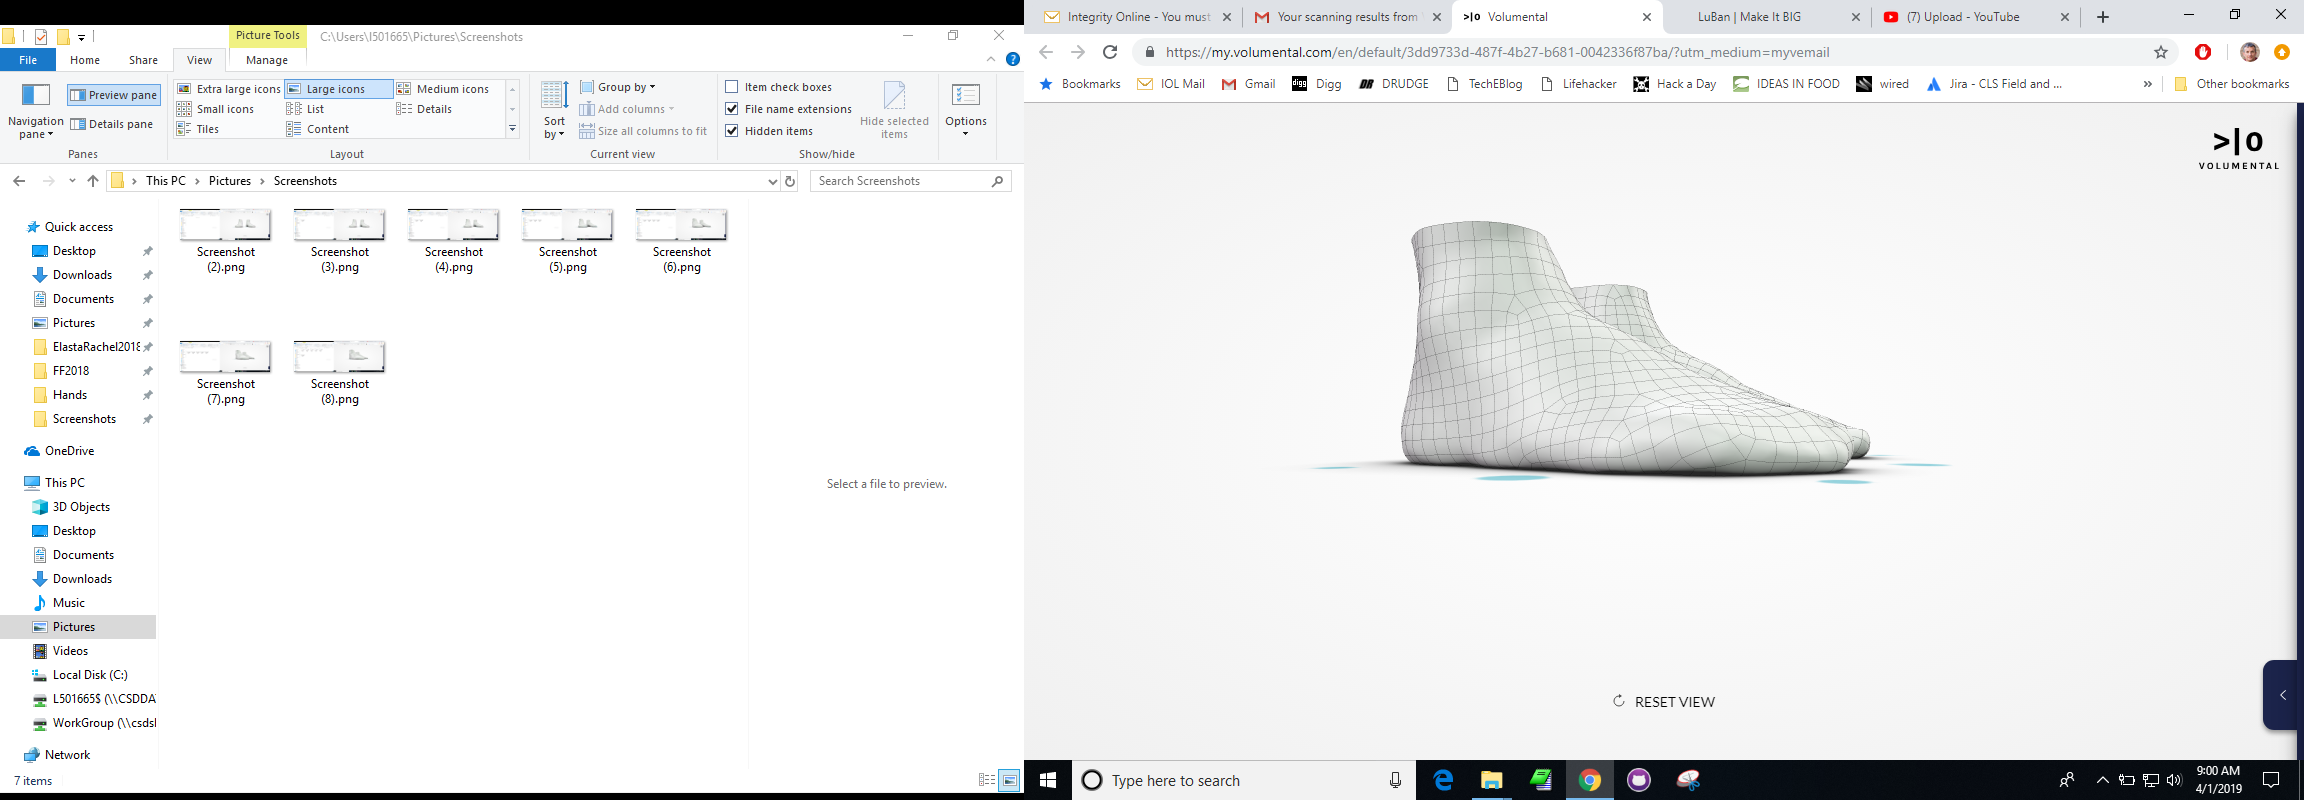 Picture Tools
C:\Users\I501665\Pictures\Screenshots
File
Home
Share
View
Manage
Navigation pane
Preview pane
Details pane
Panes
Extra large icons
Large icons
Medium icons
Small icons
List
Details
Tiles
Content
Layout
Sort by
Group by
Add columns
Size all columns to fit
Current view
Item check boxes
File name extensions
Hidden items
Hide selected items
Show/hide
Options
This PC
Pictures
Screenshots
Search Screenshots
Quick access
Desktop
Downloads
Documents
Pictures
ElastaRachel2018
FF2018
Hands
Screenshots
OneDrive
This PC
3D Objects
Desktop
Documents
Downloads
Music
Pictures
Videos
Local Disk (C:)
L501665$ (\\CSDDA
WorkGroup (\\csds
Network
Screenshot (2).png
Screenshot (3).png
Screenshot (4).png
Screenshot (5).png
Screenshot (6).png
Screenshot (7).png
Screenshot (8).png
Select a file to preview.
7 items
Integrity Online - You must
Your scanning results from
>|o Volumental
LuBan | Make It BIG
(7) Upload - YouTube
https://my.volumental.com/en/default/3dd9733d-487f-4b27-b681-0042336f87ba/?utm_medium=myvemail
Bookmarks
IOL Mail
Gmail
digg
Digg
DR
DRUDGE
TechEBlog
Lifehacker
Hack a Day
IDEAS IN FOOD
wired
Jira - CLS Field and ...
»
Other bookmarks
>|o
VOLUMENTAL
RESET VIEW
Type here to search
9:00 AM
4/1/2019